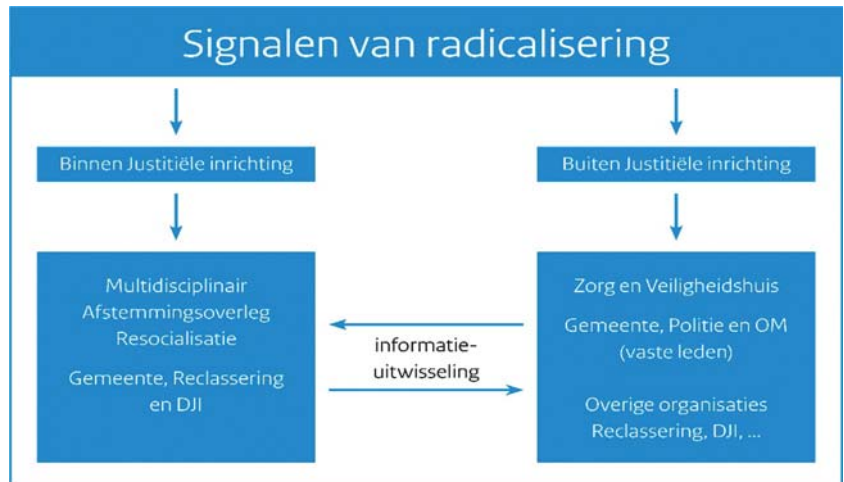 Signalen van radicalisering
Binnen Justitiële inrichting
Buiten Justitiële inrichting
Multidisciplinair
Afstemmingsoverleg
Resocialisatie
Gemeente, Reclassering
en DJI
informatie-
uitwisseling
Zorg en Veiligheidshuis
Gemeente, Politie en OM
(vaste leden)
Overige organisaties
Reclassering, DJI, ...